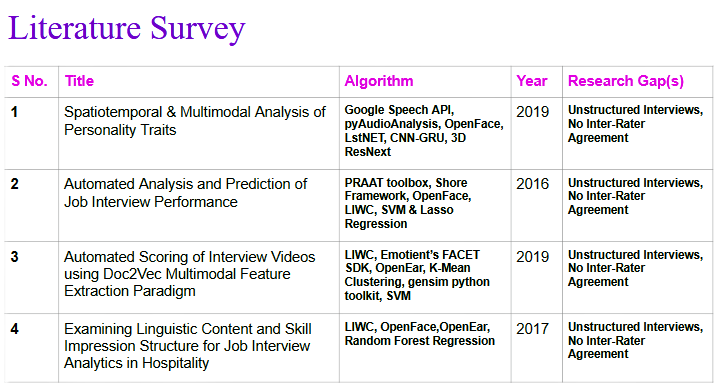 Literature Survey
S No. Title Algorithm Year Research Gap(s)
1 Spatiotemporal & Multimodal Analysis of Personality Traits Google Speech API, pyAudioAnalysis, OpenFace, LstNET, CNN-GRU, 3D ResNext 2019 Unstructured Interviews, No Inter-Rater Agreement
2 Automated Analysis and Prediction of Job Interview Performance PRAAT toolbox, Shore Framework, OpenFace, LIWC, SVM & Lasso Regression 2016 Unstructured Interviews, No Inter-Rater Agreement
3 Automated Scoring of Interview Videos using Doc2Vec Multimodal Feature Extraction Paradigm LIWC, Emotient's FACET SDK, OpenEar, K-Mean Clustering, gensim python toolkit, SVM 2019 Unstructured Interviews, No Inter-Rater Agreement
4 Examining Linguistic Content and Skill Impression Structure for Job Interview Analytics in Hospitality LIWC, OpenFace,OpenEar, Random Forest Regression 2017 Unstructured Interviews, No Inter-Rater Agreement